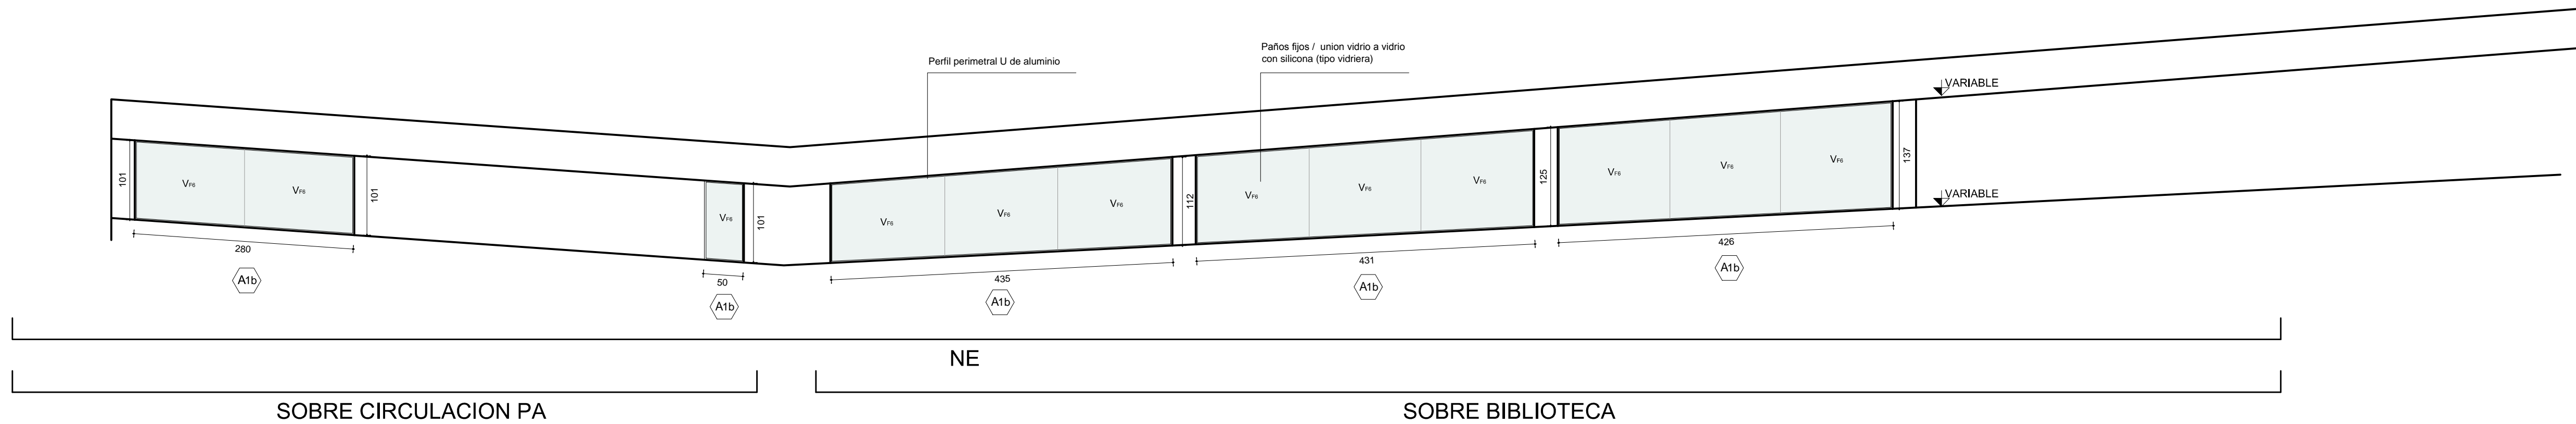 Paños fijos / union vidrio a vidrio
con silicona (tipo vidriera)
Perfil perimetral U de aluminio
VARIABLE
101
VF6
VF6
101
VF6
101
VF6
VF6
VF6
112
VF6
VF6
VF6
125
VF6
VF6
VF6
137
VARIABLE
280
50
435
431
426
A1b
A1b
A1b
A1b
A1b
NE
SOBRE CIRCULACION PA
SOBRE BIBLIOTECA